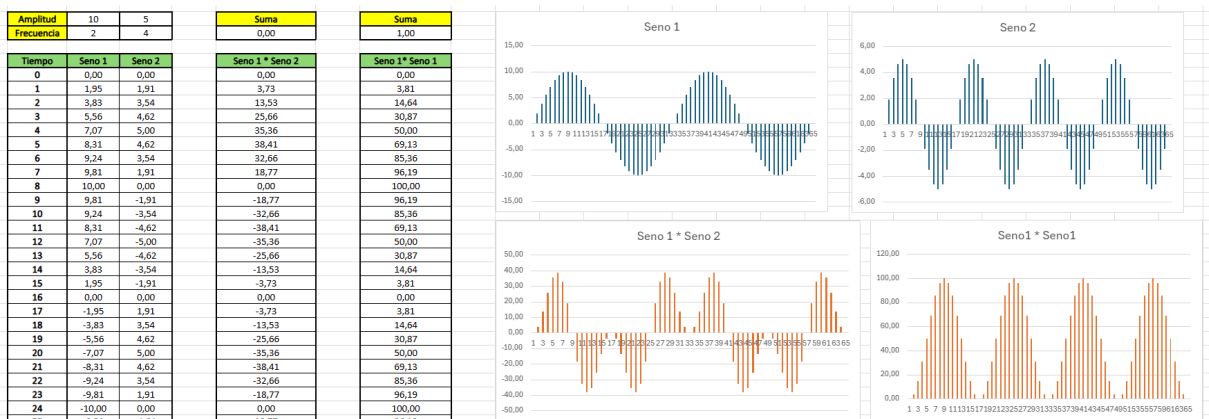 Amplitud 10 5 Suma Suma
Frecuencia 2 4 0,00 1,00
Tiempo Seno 1 Seno 2 Seno 1 * Seno 2 Seno 1* Seno 1
0 0,00 0,00 0,00 0,00
1 1,95 1,91 3,73 3,81
2 3,83 3,54 13,53 14,64
3 5,56 4,62 25,66 30,87
4 7,07 5,00 35,36 50,00
5 8,31 4,62 38,41 69,13
6 9,24 3,54 32,66 85,36
7 9,81 1,91 18,77 96,19
8 10,00 0,00 0,00 100,00
9 9,81 -1,91 -18,77 96,19
10 9,24 -3,54 -32,66 85,36
11 8,31 -4,62 -38,41 69,13
12 7,07 -5,00 -35,36 50,00
13 5,56 -4,62 -25,66 30,87
14 3,83 -3,54 -13,53 14,64
15 1,95 -1,91 -3,73 3,81
16 0,00 0,00 0,00 0,00
17 -1,95 1,91 -3,73 3,81
18 -3,83 3,54 -13,53 14,64
19 -5,56 4,62 -25,66 30,87
20 -7,07 5,00 -35,36 50,00
21 -8,31 4,62 -38,41 69,13
22 -9,24 3,54 -32,66 85,36
23 -9,81 1,91 -18,77 96,19
24 -10,00 0,00 0,00 100,00
Seno 1
15,00
10,00
5,00
0,00
-5,00
-10,00
-15,00
Seno 2
6,00
4,00
2,00
0,00
-2,00
-4,00
-6,00
Seno 1 * Seno 2
50,00
40,00
30,00
20,00
10,00
0,00
-10,00
-20,00
-30,00
-40,00
-50,00
Seno1 * Seno1
120,00
100,00
80,00
60,00
40,00
20,00
0,00
1 3 5 7 9 1113151719212325272931333537394143454749515355575961 6365